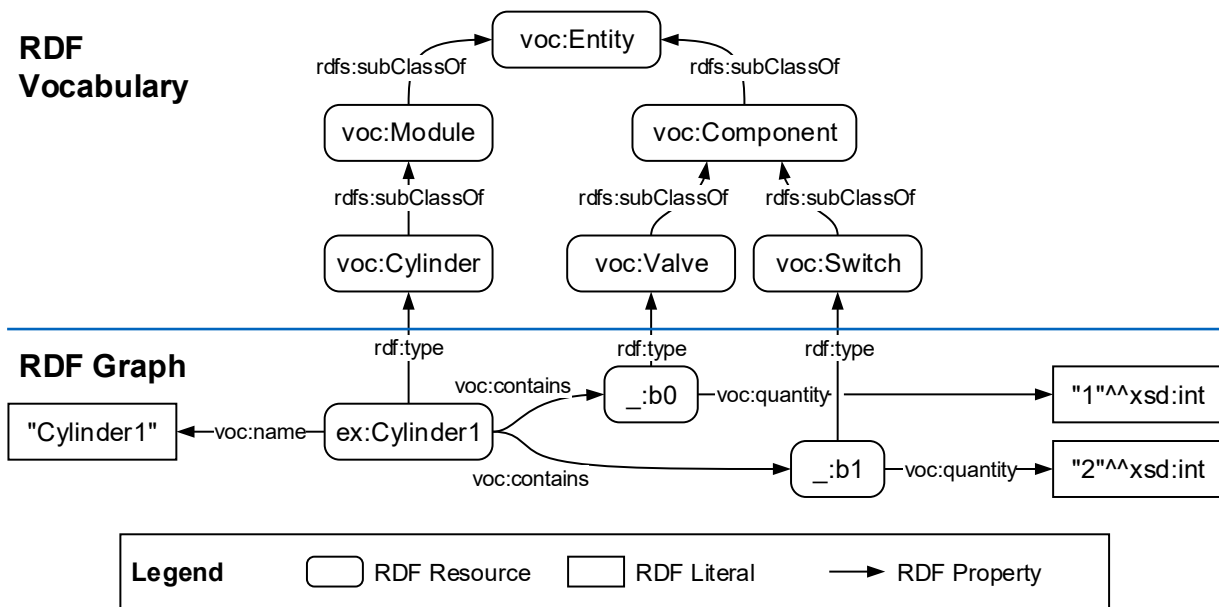 RDF
Vocabulary
voc:Entity
rdfs:subClassOf
rdfs:subClassOf
voc:Module
voc:Component
rdfs:subClassOf
rdfs:subClassOf
rdfs:subClassOf
voc:Cylinder
voc:Valve
voc:Switch
RDF Graph
rdf:type
rdf:type
rdf:type
voc:contains
_:b0
voc:quantity
"1"^^xsd:int
"Cylinder1"
voc:name
ex:Cylinder1
voc:contains
_:b1
voc:quantity
"2"^^xsd:int
Legend
RDF Resource
RDF Literal
RDF Property